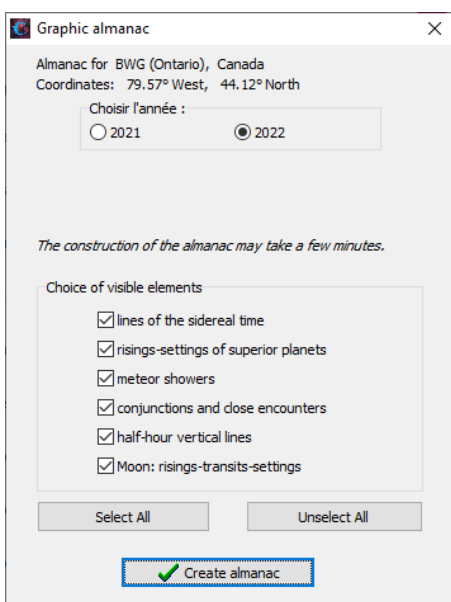 Graphic almanac
Almanac for BWG (Ontario), Canada
Coordinates: 79.57° West, 44.12° North
Choisir l'année :
2021 2022
The construction of the almanac may take a few minutes.
Choice of visible elements
lines of the sidereal time
risings-settings of superior planets
meteor showers
conjunctions and close encounters
half-hour vertical lines
Moon: risings-transits-settings
Select All Unselect All
Create almanac